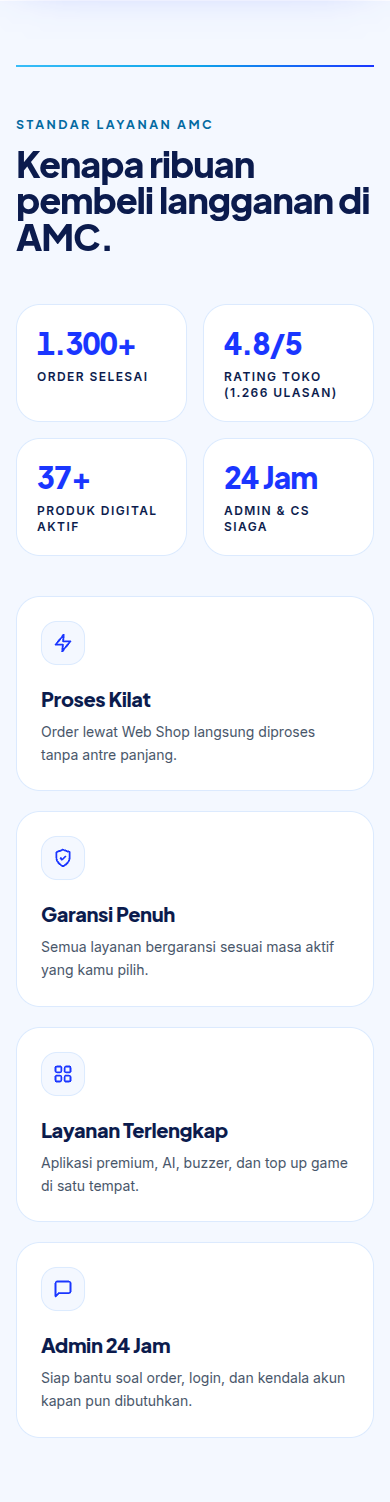 STANDAR LAYANAN AMC
Kenapa ribuan
pembeli langganan di
AMC.
1.300+
ORDER SELESAI
4.8/5
RATING TOKO
(1.266 ULASAN)
37+
PRODUK DIGITAL
AKTIF
24 Jam
ADMIN & CS
SIAGA
Proses Kilat
Order lewat Web Shop langsung diproses
tanpa antre panjang.
Garansi Penuh
Semua layanan bergaransi sesuai masa aktif
yang kamu pilih.
Layanan Terlengkap
Aplikasi premium, AI, buzzer, dan top up game
di satu tempat.
Admin 24 Jam
Siap bantu soal order, login, dan kendala akun
kapan pun dibutuhkan.